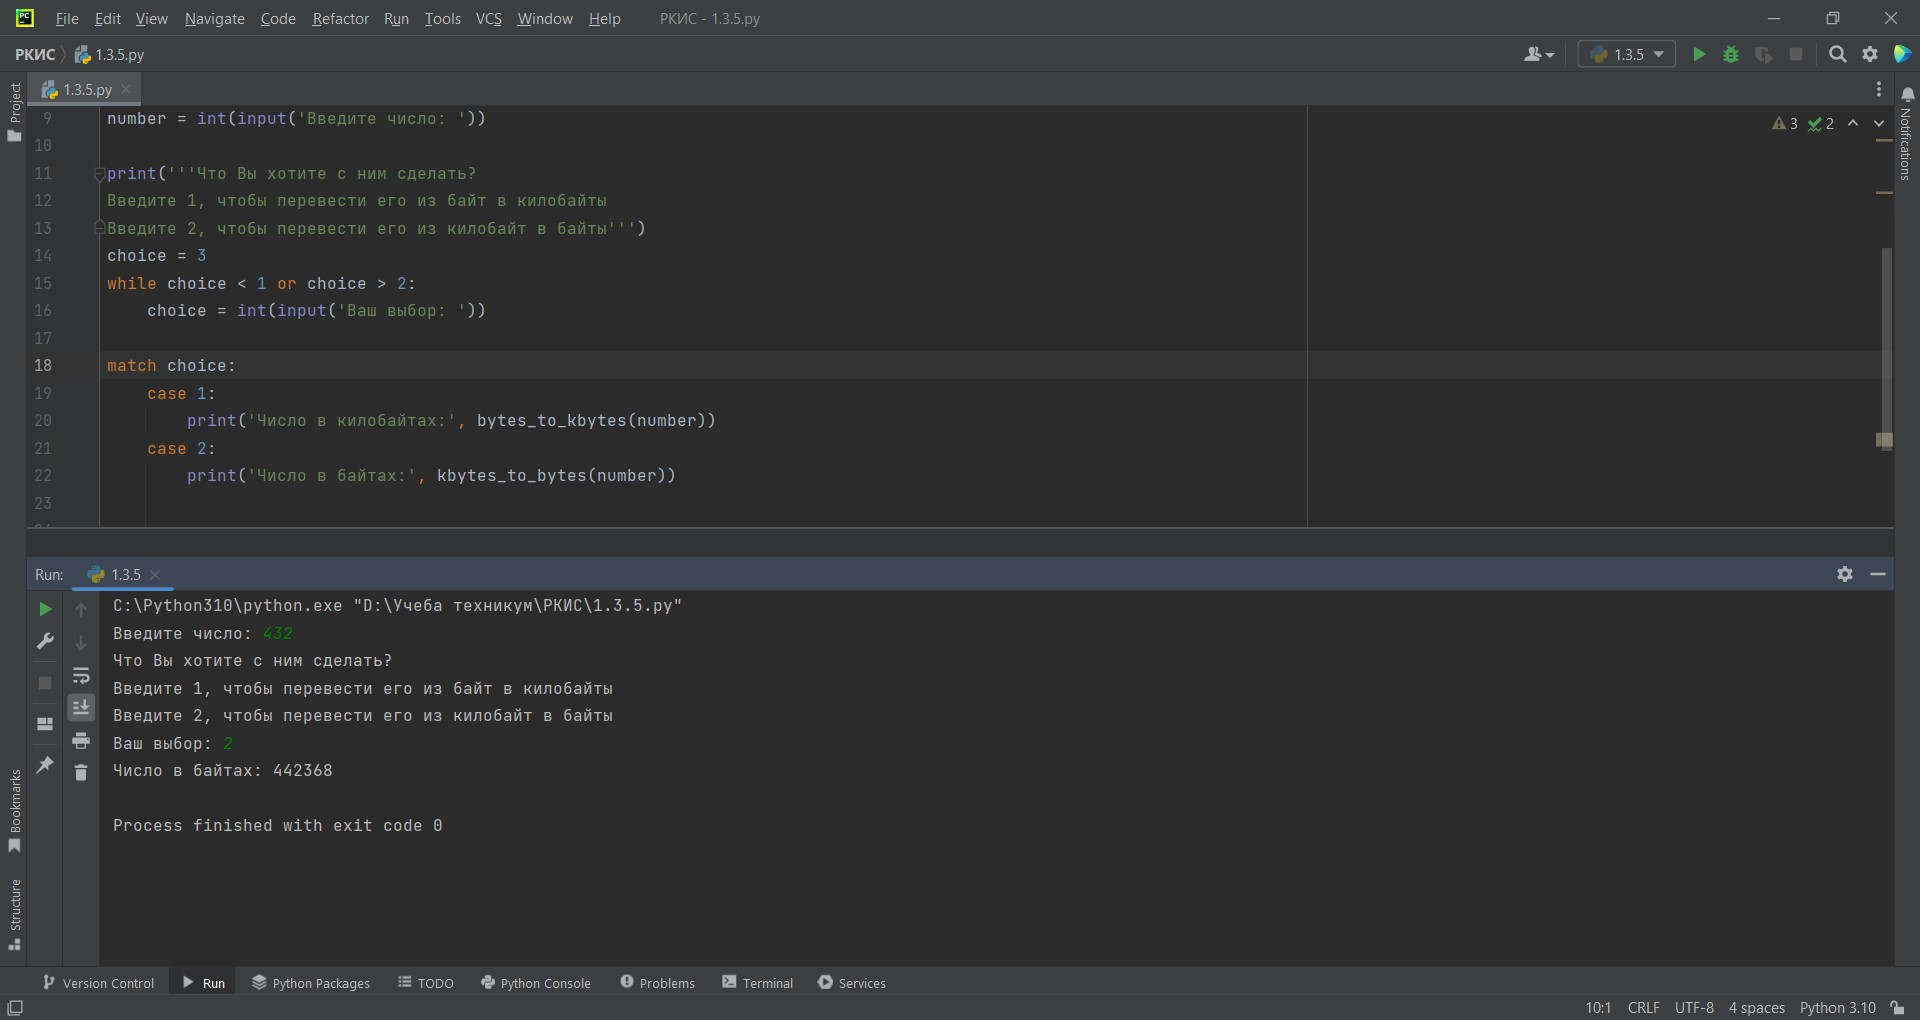 File Edit View Navigate Code Refactor Run Tools VCS Window Help РКИС - 1.3.5.py
РКИС 1.3.5.py
1.3.5
Project
1.3.5.py
Notifications
3 2
9 number = int(input('Введите число: '))
10
11 print('''Что Вы хотите с ним сделать?
12 Введите 1, чтобы перевести его из байт в килобайты
13 Введите 2, чтобы перевести его из килобайт в байты''')
14 choice = 3
15 while choice < 1 or choice > 2:
16 choice = int(input('Ваш выбор: '))
17
18 match choice:
19 case 1:
20 print('Число в килобайтах:', bytes_to_kbytes(number))
21 case 2:
22 print('Число в байтах:', kbytes_to_bytes(number))
23
Run: 1.3.5
C:\Python310\python.exe "D:\Учеба техникум\РКИС\1.3.5.py"
Введите число: 432
Что Вы хотите с ним сделать?
Введите 1, чтобы перевести его из байт в килобайты
Введите 2, чтобы перевести его из килобайт в байты
Ваш выбор: 2
Число в байтах: 442368
Process finished with exit code 0
Bookmarks
Structure
Version Control Run Python Packages TODO Python Console Problems Terminal Services
10:1 CRLF UTF-8 4 spaces Python 3.10